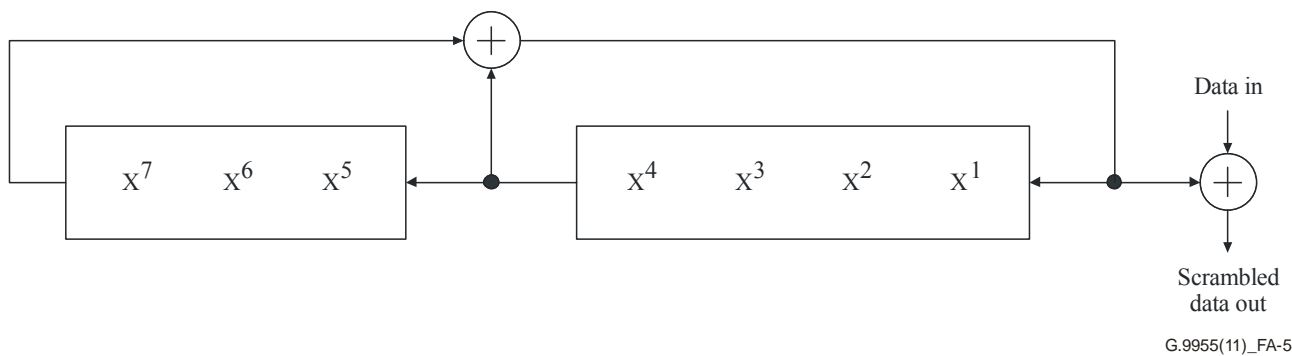 Data in
X⁷ X⁶ X⁵ X⁴ X³ X² X¹
Scrambled
data out
G.9955(11)_FA-5